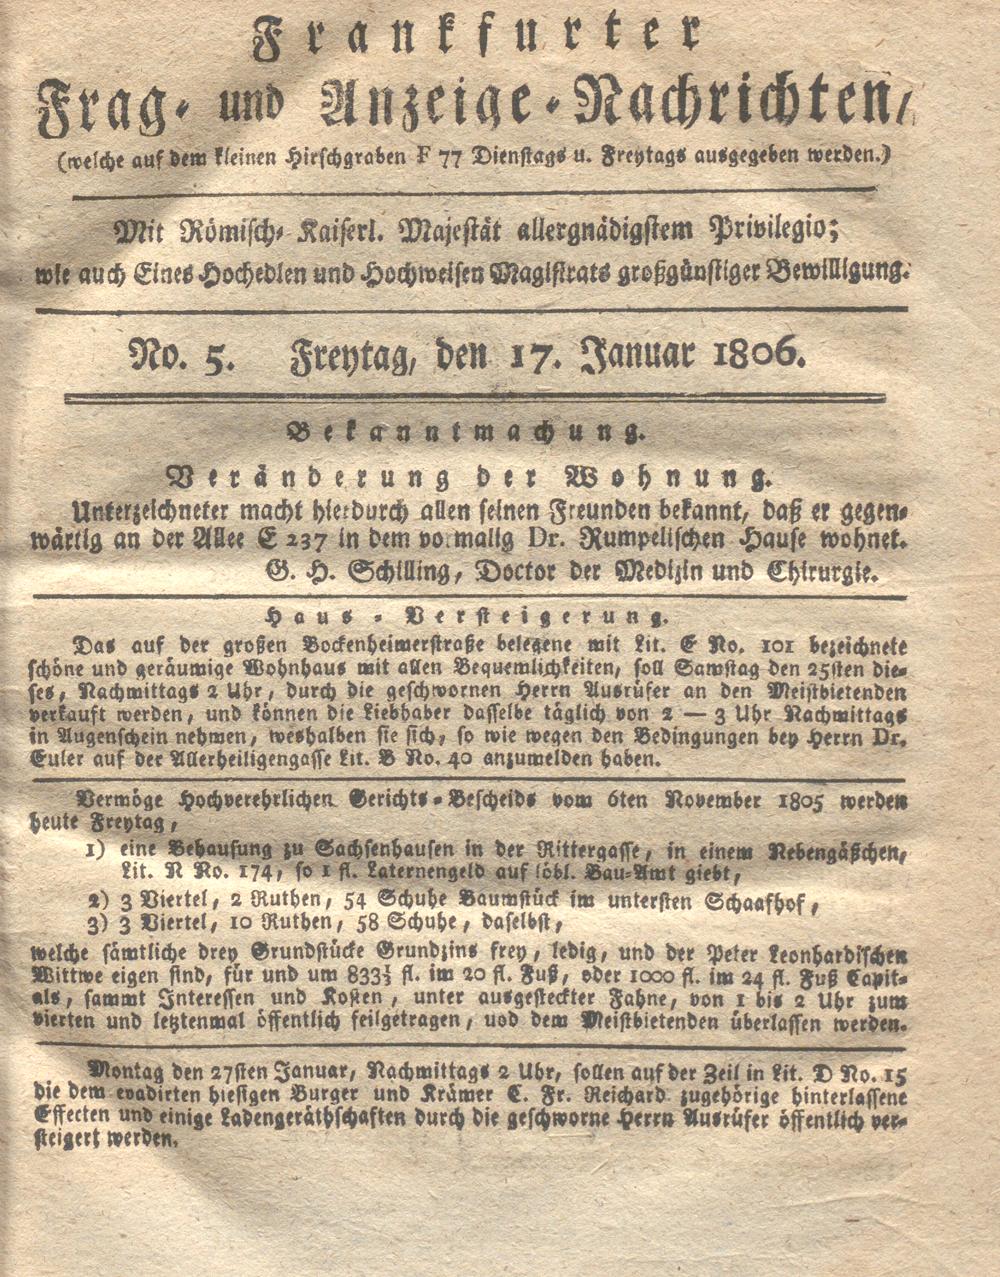 Frankfurter
Frag- und Anzeige-Nachrichten,
(welche auf dem kleinen Hirschgraben F 77 Dienstags u. Freytags ausgegeben werden.)
Mit Römisch- Kaiserl. Majestät allergnädigstem Privilegio;
wie auch Eines Hochedlen und Hochweisen Magistrats großgünstiger Bewilligung.
No. 5. Freytag, den 17. Januar 1806.
Bekanntmachung.
Veränderung der Wohnung.
Unterzeichneter macht hierdurch allen seinen Freunden bekannt, daß er gegen-
wärtig an der Allee E 237 in dem vormalig Dr. Rumpelischen Hause wohnet.
G. H. Schilling, Doctor der Medizin und Chirurgie.
Haus-Versteigerung.
Das auf der großen Bockenheimerstraße belegene mit Lit. E No. 101 bezeichnete
schöne und geräumige Wohnhaus mit allen Bequemlichkeiten, soll Samstag den 25sten die-
ses, Nachmittags 2 Uhr, durch die geschwornen Herrn Ausrüfer an den Meistbietenden
verkauft werden, und können die Liebhaber dasselbe täglich von 2 — 3 Uhr Nachmittags
in Augenschein nehmen, weshalben sie sich, so wie wegen den Bedingungen bey Herrn Dr.
Euler auf der Allerheiligengasse Lit. B No. 40 anzumelden haben.
Vermöge Hochverehrlichen Gerichts-Bescheids vom 6ten November 1805 werden
heute Freytag,
1) eine Behausung zu Sachsenhausen in der Rittergasse, in einem Nebengäßchen,
Lit. N No. 174, so 1 fl. Laternengeld auf löbl. Bau-Amt giebt,
2) 3 Viertel, 2 Ruthen, 54 Schuhe Baumstück im untersten Schaafhof,
3) 3 Viertel, 10 Ruthen, 58 Schuhe, daselbst,
welche sämtliche drey Grundstücke Grundzins frey, ledig, und der Peter Leonhardischen
Wittwe eigen sind, für und um 833⅓ fl. im 20 fl. Fuß, oder 1000 fl. im 24 fl. Fuß Capit-
als, sammt Interessen und Kosten, unter ausgesteckter Fahne, von 1 bis 2 Uhr zum
vierten und letztenmal öffentlich feilgetragen, uod dem Meistbietenden überlassen werden.
Montag den 27sten Januar, Nachmittags 2 Uhr, sollen auf der Zeil in Lit. D No. 15
die dem evadirten hiesigen Burger und Krämer C. Fr. Reichard zugehörige hinterlassene
Effecten und einige Ladengeräthschaften durch die geschworne Herrn Ausrüfer öffentlich ver-
steigert werden.